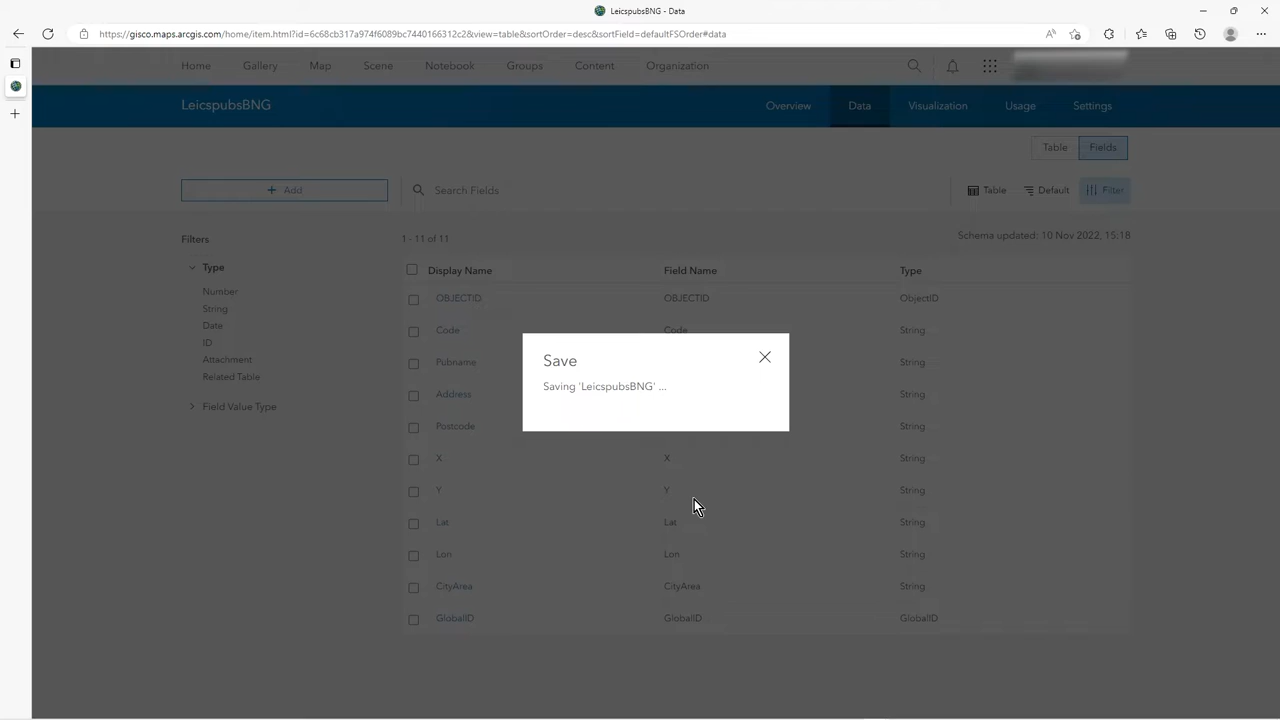 LeicspubsBNG - Data
https://gisco.maps.arcgis.com/home/item.html?id=6c68cb317a974f6089bc7440166312c2&view=table&sortOrder=desc&sortField=defaultFSOrder#data
Home Gallery Map Scene Notebook Groups Content Organization
LeicspubsBNG Overview Data Visualization Usage Settings
Table Fields
+ Add Search Fields Table Default Filter
Filters 1 - 11 of 11 Schema updated: 10 Nov 2022, 15:18
Type
Number
String
Date
ID
Attachment
Related Table
Field Value Type
Display Name Field Name Type
OBJECTID OBJECTID ObjectID
Code Code String
Pubname String
Address String
Postcode String
X X String
Y Y String
Lat Lat String
Lon Lon String
CityArea CityArea String
GlobalID GlobalID GlobalID
Save
Saving 'LeicspubsBNG' ...